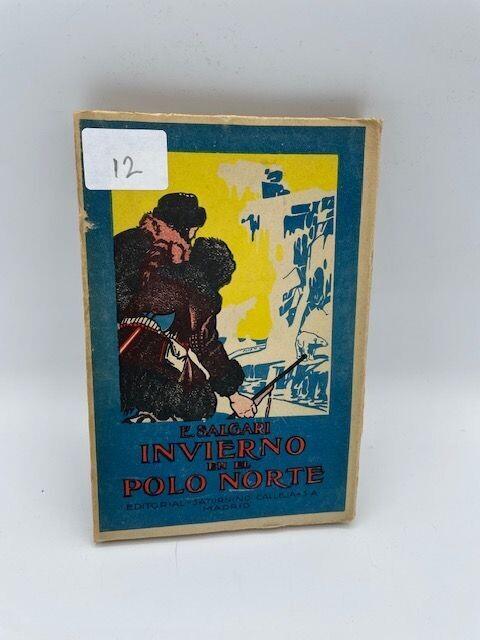 12
E. SALGARI
INVIERNO
EN EL
POLO NORTE
EDITORIAL-SATURNINO CALLEJA-S-A
MADRID